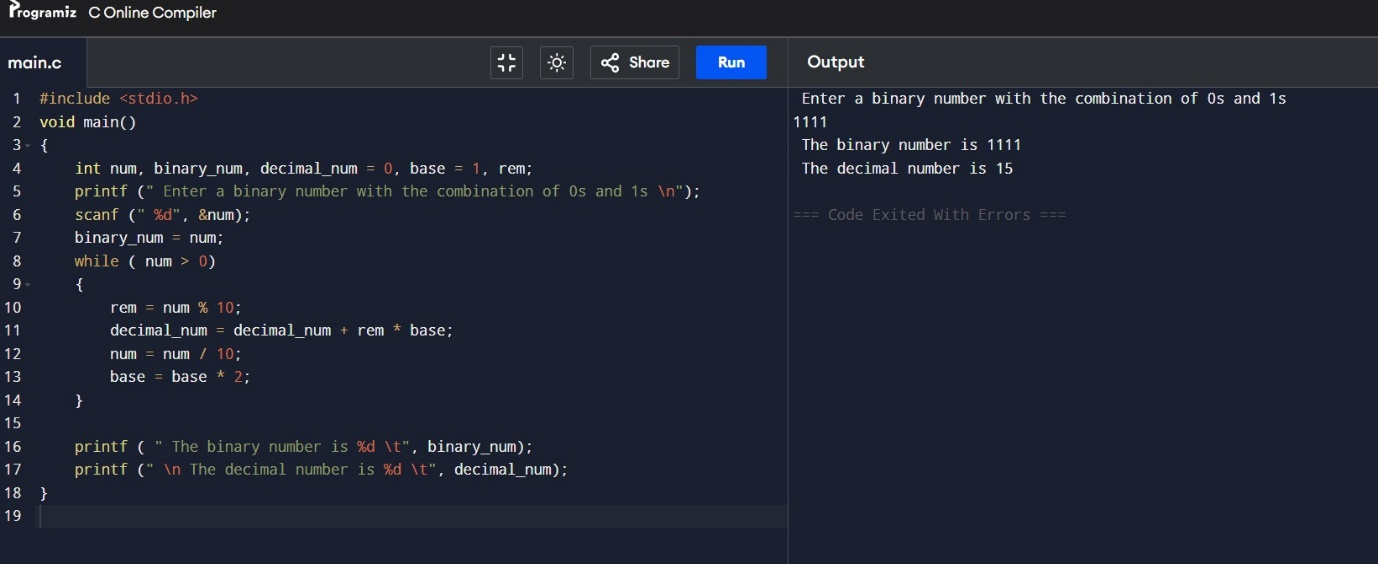 Programiz C Online Compiler
main.c Share Run
1 #include <stdio.h>
2 void main()
3 {
4 int num, binary_num, decimal_num = 0, base = 1, rem;
5 printf (" Enter a binary number with the combination of 0s and 1s \n");
6 scanf (" %d", &num);
7 binary_num = num;
8 while ( num > 0)
9 {
10 rem = num % 10;
11 decimal_num = decimal_num + rem * base;
12 num = num / 10;
13 base = base * 2;
14 }
15
16 printf ( " The binary number is %d \t", binary_num);
17 printf (" \n The decimal number is %d \t", decimal_num);
18 }
19
Output
Enter a binary number with the combination of 0s and 1s
1111
The binary number is 1111
The decimal number is 15
=== Code Exited With Errors ===